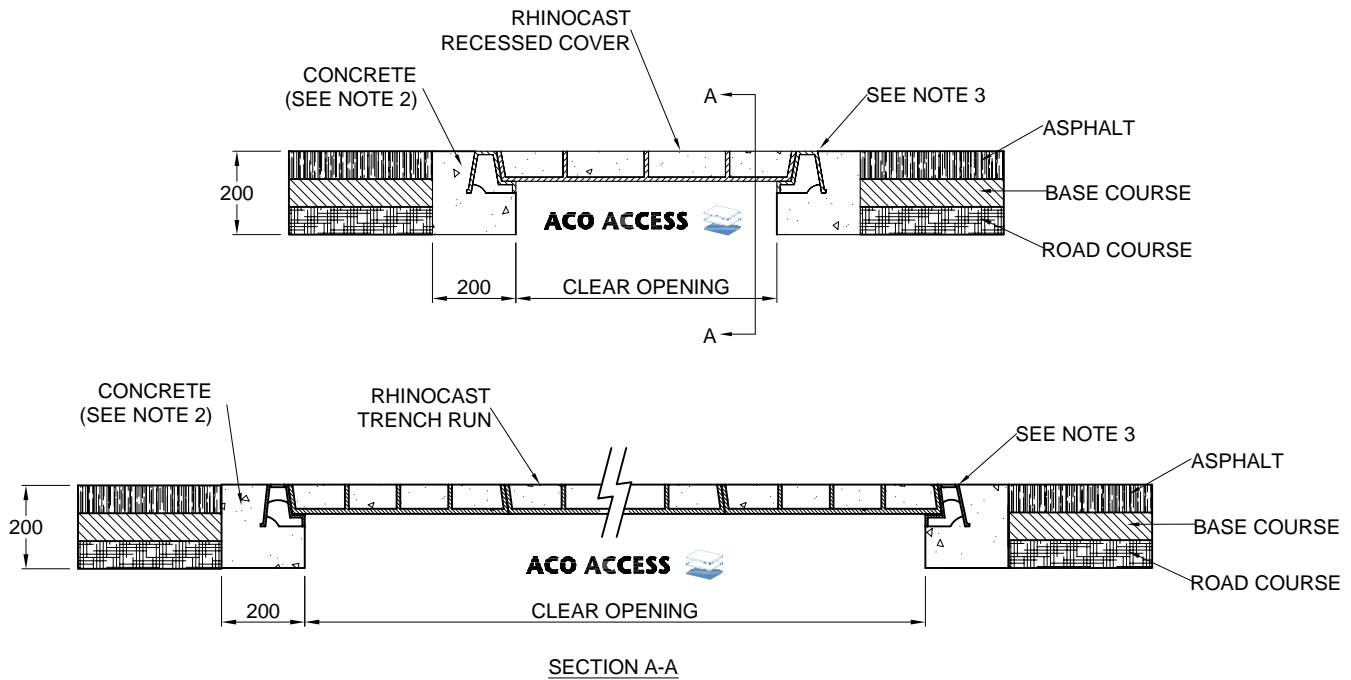 RHINOCAST
RECESSED COVER
CONCRETE
(SEE NOTE 2)
A
SEE NOTE 3
ASPHALT
200
BASE COURSE
ACO ACCESS
ROAD COURSE
200
CLEAR OPENING
A
CONCRETE
(SEE NOTE 2)
RHINOCAST
TRENCH RUN
SEE NOTE 3
ASPHALT
200
BASE COURSE
ACO ACCESS
ROAD COURSE
200
CLEAR OPENING
SECTION A-A